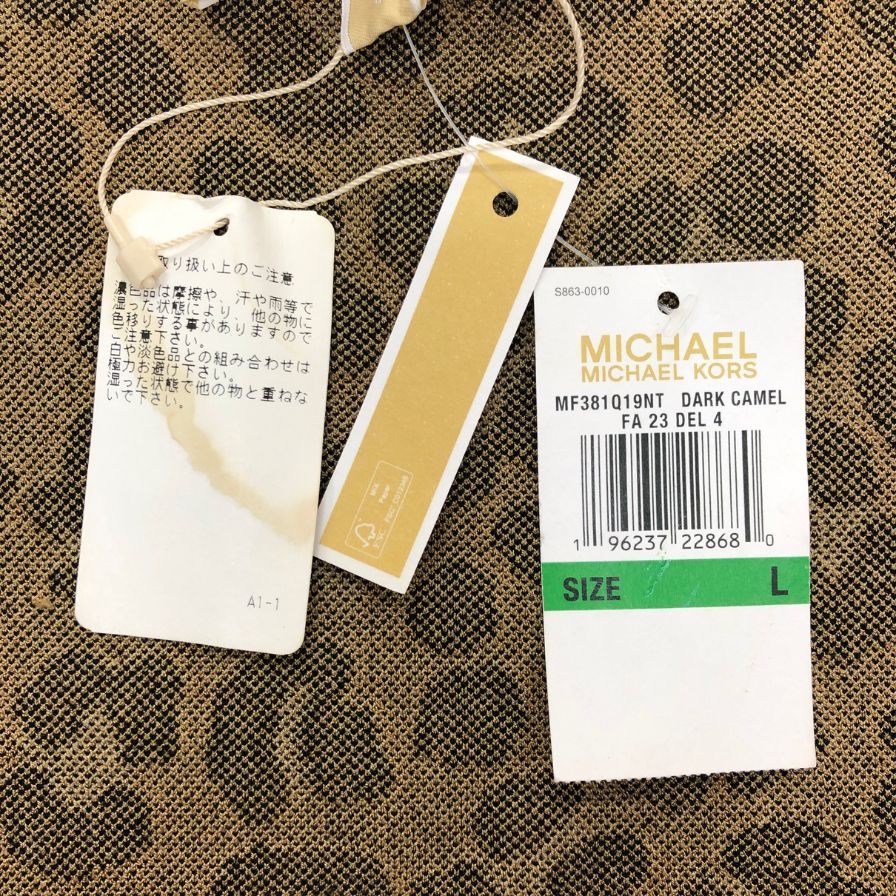 取り扱い上のご注意
濃色品は摩擦や、汗や雨等で
湿った状態により、他の物に
色移りする事がありますので
ご注意下さい。
白や淡色品との組み合わせは
極力お避け下さい。
湿った状態で他の物と重ねな
いで下さい。
A1-1
MIX
Paper
FSC
S863-0010
MICHAEL
MICHAEL KORS
MF381Q19NT DARK CAMEL
FA 23 DEL 4
1 96237 22868 0
SIZE L